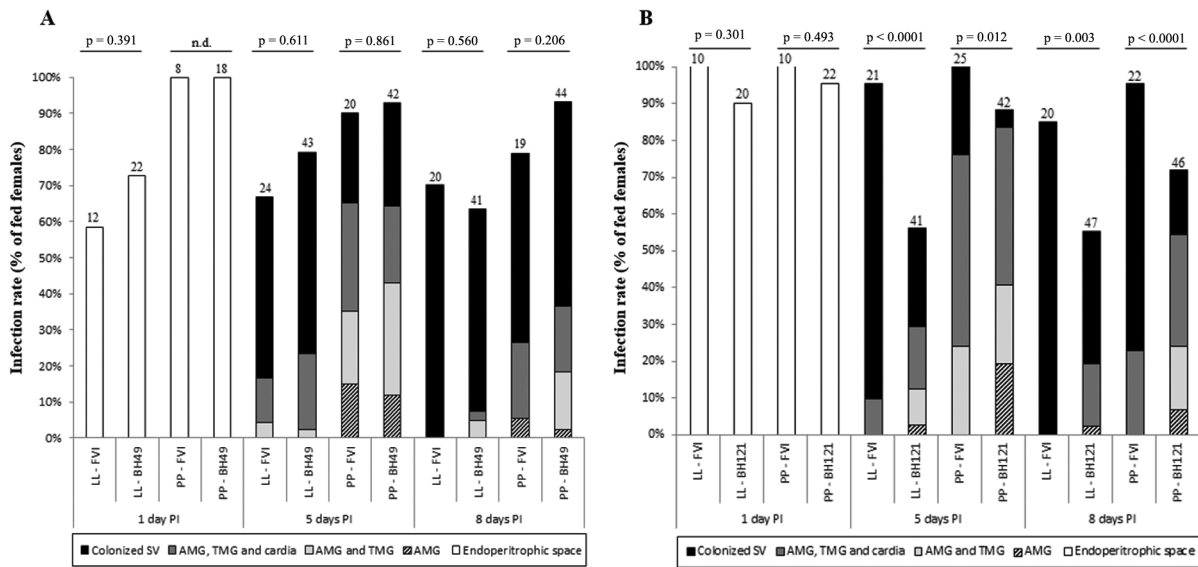 A
p = 0.391 n.d. p = 0.611 p = 0.861 p = 0.560 p = 0.206
Infection rate (% of fed females)
100%
90%
80%
70%
60%
50%
40%
30%
20%
10%
0%
12 22 8 18 24 43 20 42 20 41 19 44
LL - FVI LL - BH49 PP - FVI PP - BH49 LL - FVI LL - BH49 PP - FVI PP - BH49 LL - FVI LL - BH49 PP - FVI PP - BH49
1 day PI 5 days PI 8 days PI
Colonized SV AMG, TMG and cardia AMG and TMG AMG Endoperitrophic space
B
p = 0.301 p = 0.493 p < 0.0001 p = 0.012 p = 0.003 p < 0.0001
Infection rate (% of fed females)
100%
90%
80%
70%
60%
50%
40%
30%
20%
10%
0%
10 20 10 22 21 41 25 42 20 47 22 46
LL - FVI LL - BH121 PP - FVI PP - BH121 LL - FVI LL - BH121 PP - FVI PP - BH121 LL - FVI LL - BH121 PP - FVI PP - BH121
1 day PI 5 days PI 8 days PI
Colonized SV AMG, TMG and cardia AMG and TMG AMG Endoperitrophic space